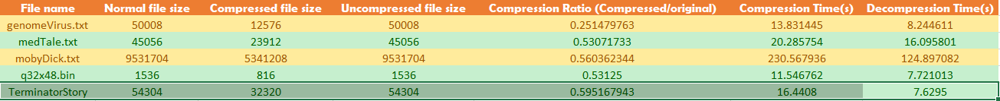 File name Normal file size Compressed file size Uncompressed file size Compression Ratio (Compressed/original) Compression Time(s) Decompression Time(s)
genomeVirus.txt 50008 12576 50008 0.251479763 13.831445 8.244611
medTale.txt 45056 23912 45056 0.53071733 20.285754 16.095801
mobyDick.txt 9531704 5341208 9531704 0.560362344 230.567936 124.897082
q32x48.bin 1536 816 1536 0.53125 11.546762 7.721013
TerminatorStory 54304 32320 54304 0.595167943 16.4408 7.6295